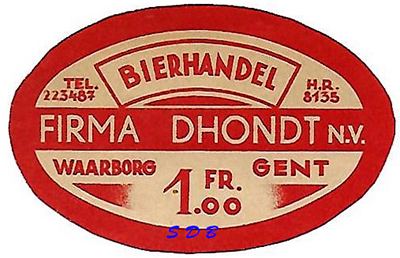 BIERHANDEL
TEL. 223487
H.R. 8135
FIRMA DHONDT N.V.
WAARBORG 1.00 FR. GENT
SDB